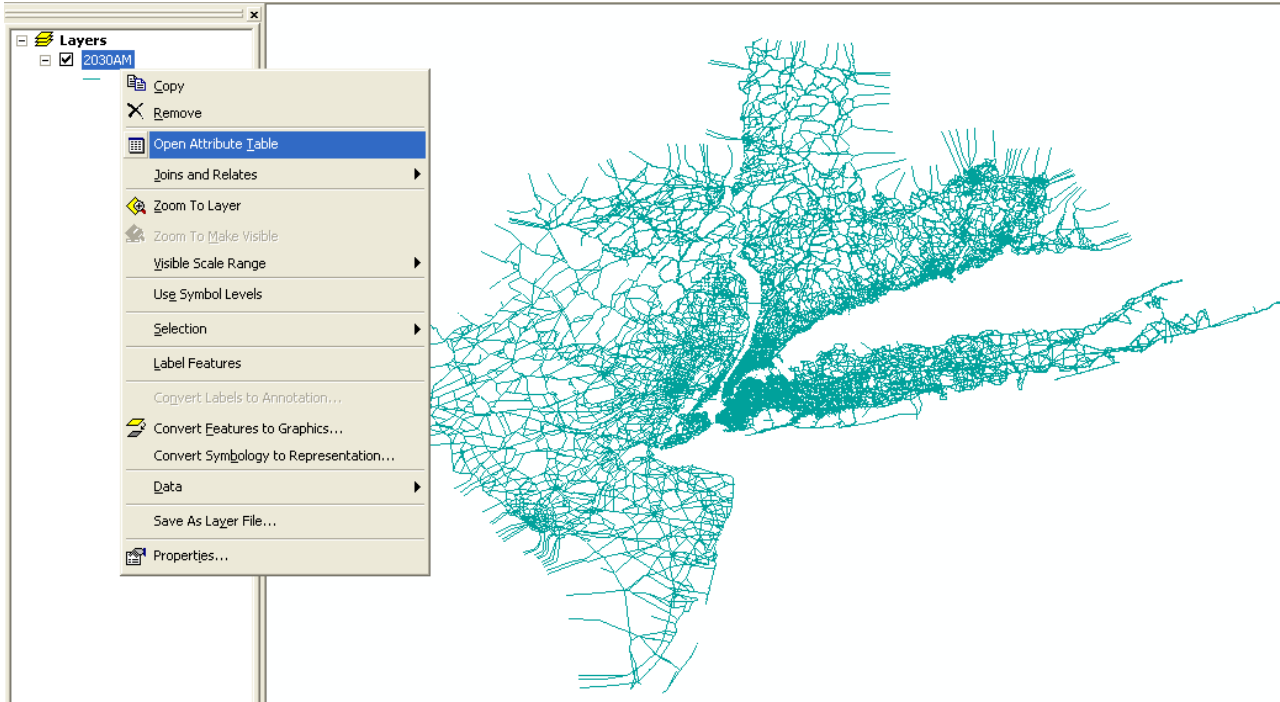 Layers
2030AM
Copy
Remove
Open Attribute Table
Joins and Relates
Zoom To Layer
Zoom To Make Visible
Visible Scale Range
Use Symbol Levels
Selection
Label Features
Convert Labels to Annotation...
Convert Features to Graphics...
Convert Symbology to Representation...
Data
Save As Layer File...
Properties...